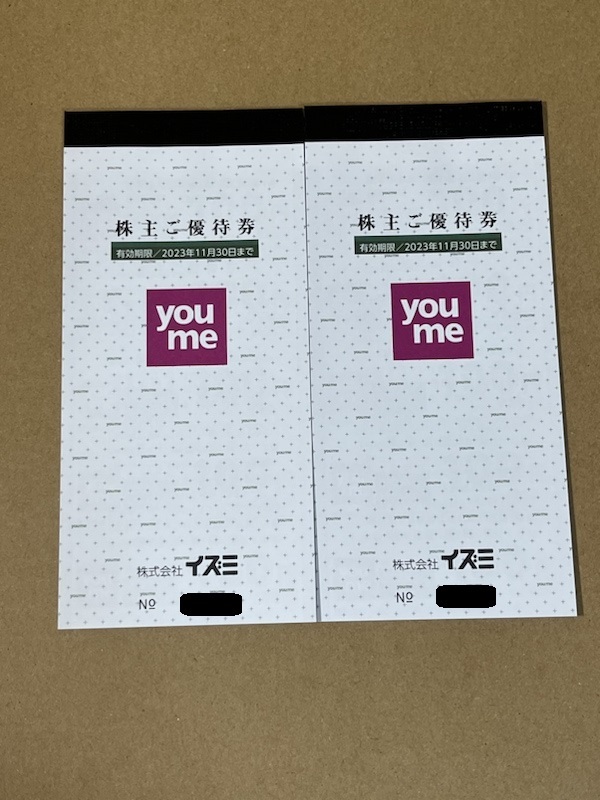 株主ご優待券
有効期限／2023年11月30日まで
you
me
株式会社 イズミ
No
株主ご優待券
有効期限／2023年11月30日まで
you
me
株式会社 イズミ
No